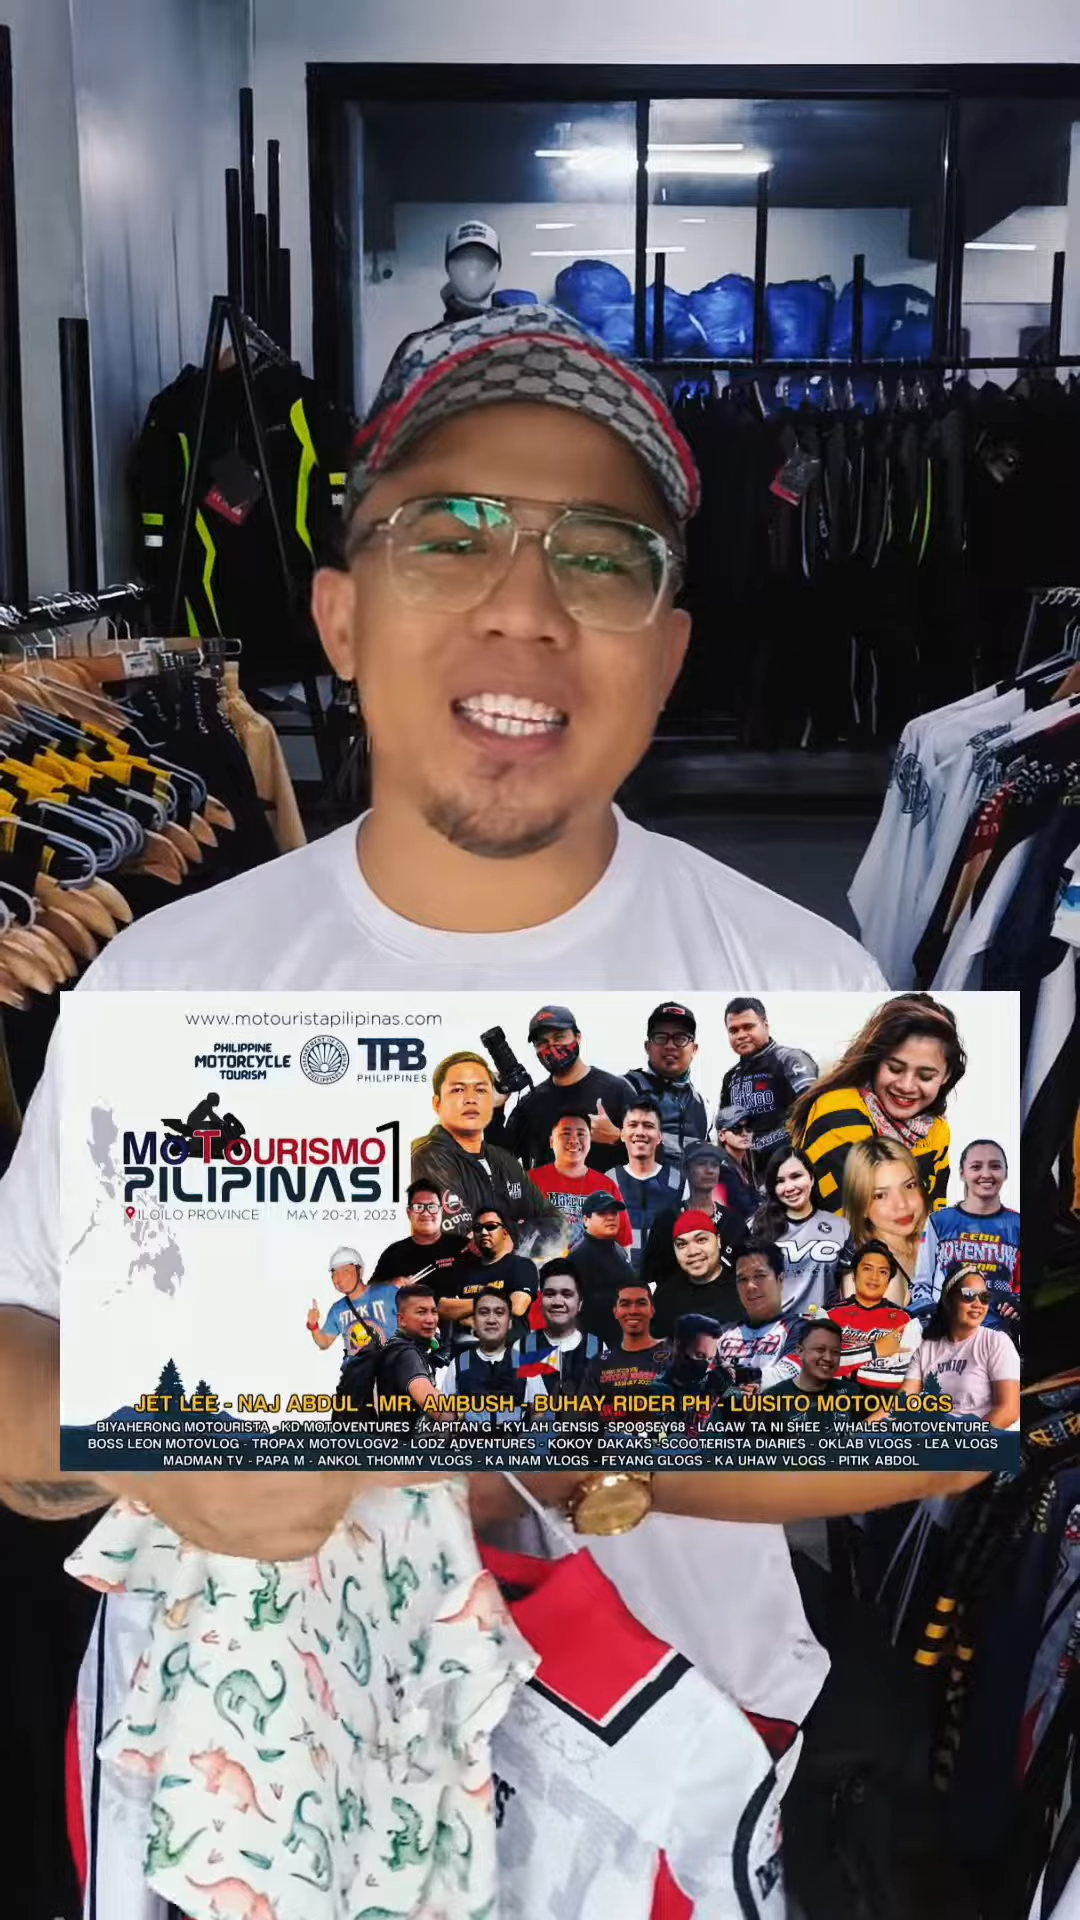 www.motouristapilipinas.com
PHILIPPINE
MOTORCYCLE
TOURISM
TPB
PHILIPPINES
MOTOURISMO 1
PILIPINAS
ILOILO PROVINCE MAY 20-21, 2023
CEBU
ADVENTURE
TEAM
JET LEE - NAJ ABDUL - MR. AMBUSH - BUHAY RIDER PH - LUISITO MOTOVLOGS
BIYAHERONG MOTOURISTA - KD MOTOVENTURES - KAPITAN G - KYLAH GENSIS -SPOOSEY68 - LAGAW TA NI SHEE - WHALES MOTOVENTURE
BOSS LEON MOTOVLOG - TROPAX MOTOVLOGV2 - LODZ ADVENTURES - KOKOY DAKAKS -SCOOTERISTA DIARIES - OKLAB VLOGS - LEA VLOGS
MADMAN TV - PAPA M - ANKOL THOMMY VLOGS - KA INAM VLOGS - FEYANG GLOGS - KA UHAW VLOGS - PITIK ABDOL